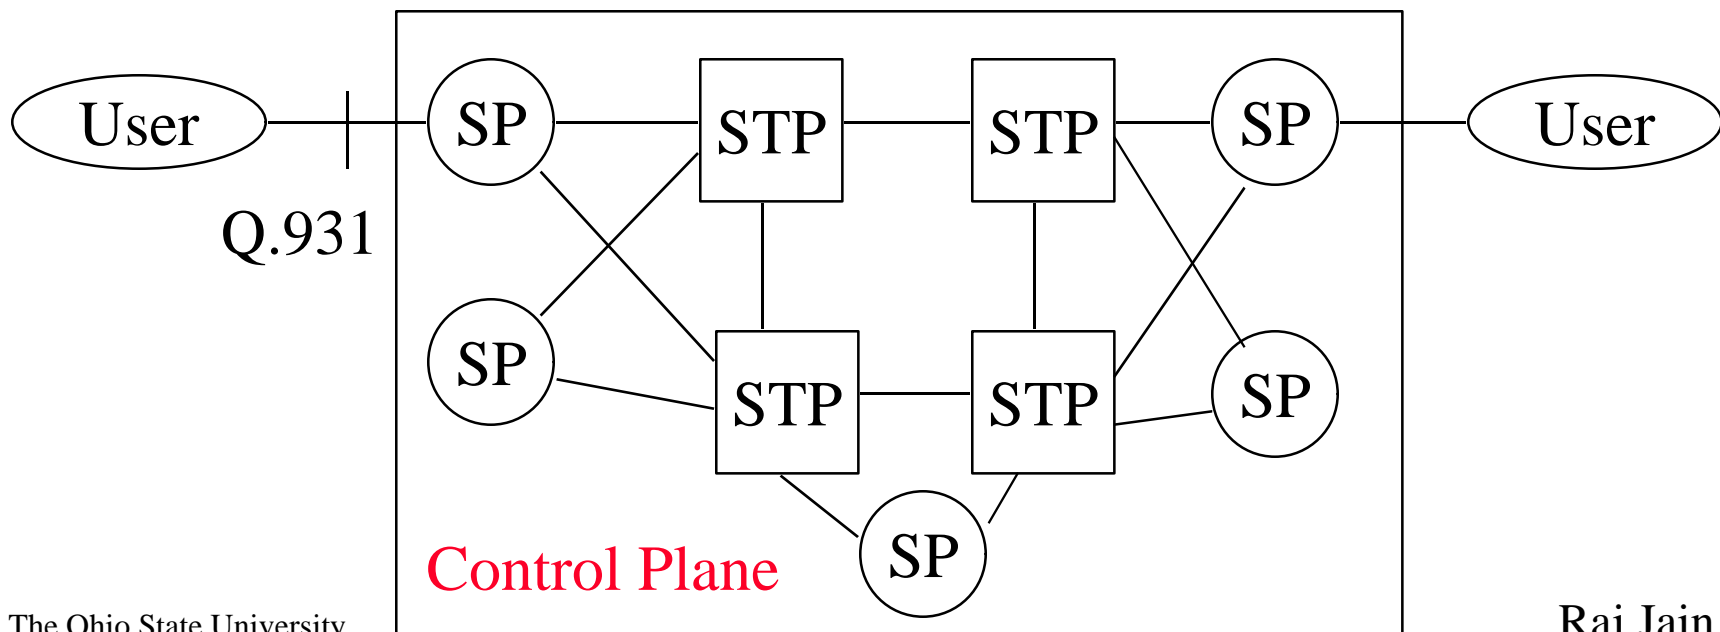 User
SP
STP
STP
SP
User
Q.931
SP
STP
STP
SP
SP
Control Plane
The Ohio State University
Raj Jain